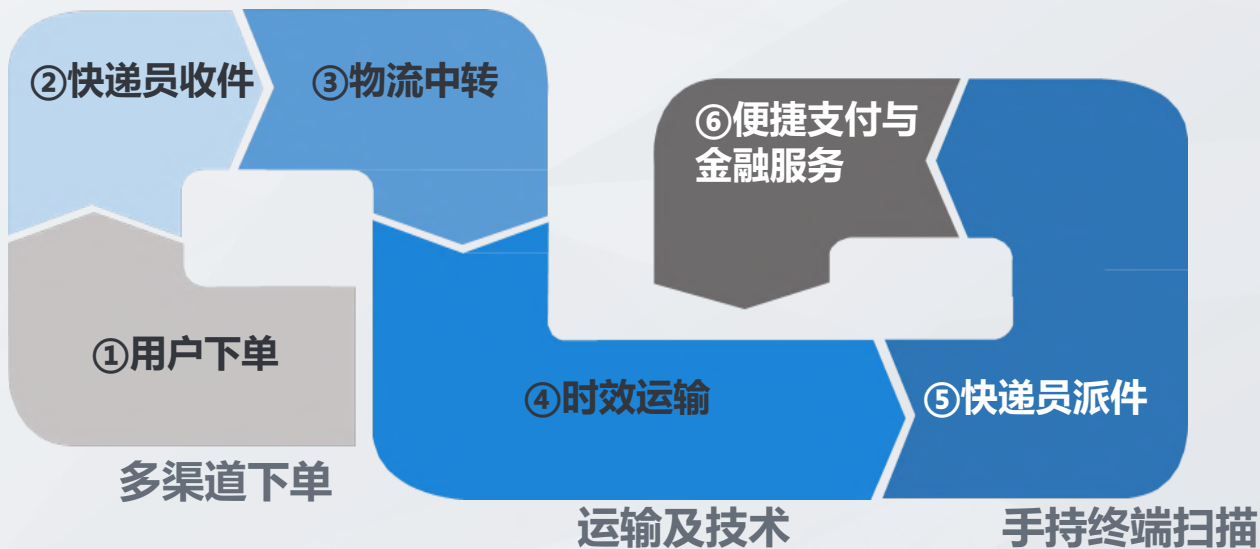 ②快递员收件
③物流中转
⑥便捷支付与
金融服务
①用户下单
④时效运输
⑤快递员派件
多渠道下单
运输及技术
手持终端扫描